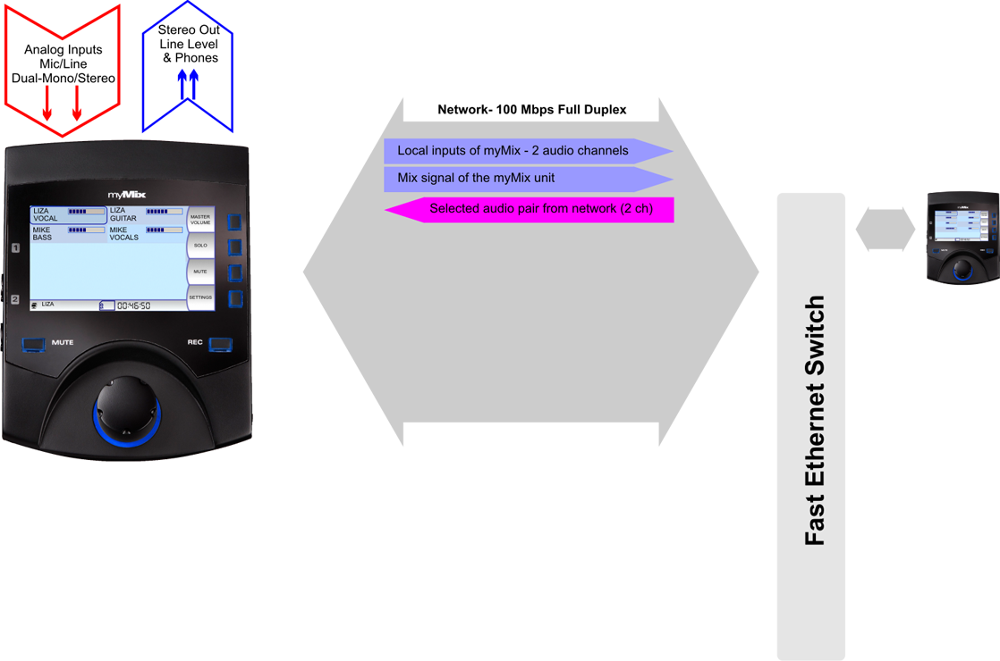 Analog Inputs
Mic/Line
Dual-Mono/Stereo
Stereo Out
Line Level
& Phones
Network- 100 Mbps Full Duplex
Local inputs of myMix - 2 audio channels
Mix signal of the myMix unit
Selected audio pair from network (2 ch)
myMix
LIZA
VOCAL
LIZA
GUITAR
MASTER
VOLUME
MIKE
BASS
MIKE
VOCALS
SOLO
1
MUTE
2
SETTINGS
LIZA
00:46:50
MUTE
REC
Fast Ethernet Switch
myMix